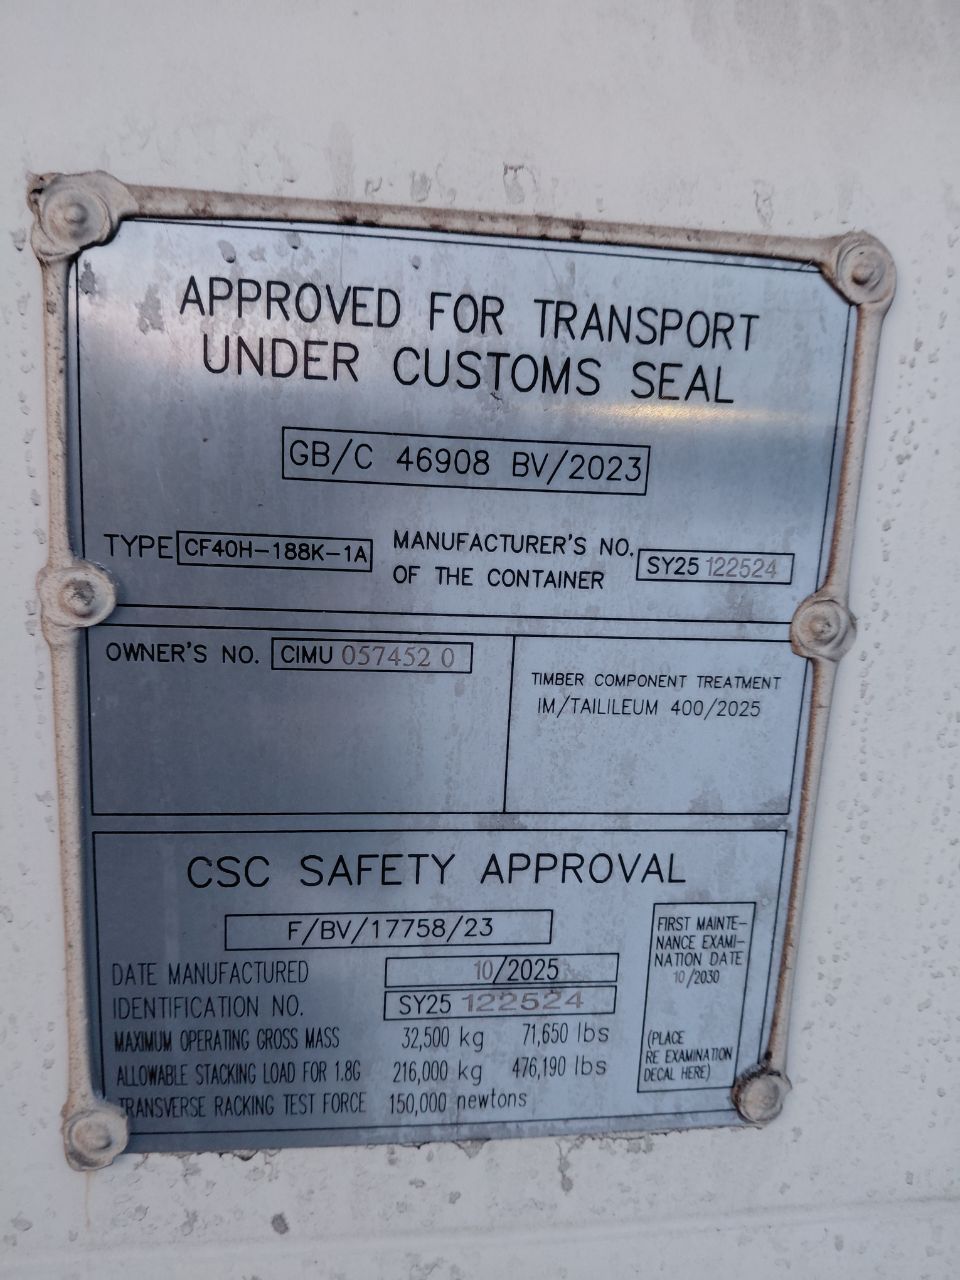 APPROVED FOR TRANSPORT
UNDER CUSTOMS SEAL
GB/C 46908 BV/2023
TYPE CF40H-188K-1A
MANUFACTURER'S NO.
OF THE CONTAINER
SY25 122524
OWNER'S NO. CIMU 057452 0
TIMBER COMPONENT TREATMENT
IM/TAILILEUM 400/2025
CSC SAFETY APPROVAL
F/BV/17758/23
DATE MANUFACTURED 10/2025
IDENTIFICATION NO. SY25 122524
MAXIMUM OPERATING GROSS MASS 32,500 kg 71,650 lbs
ALLOWABLE STACKING LOAD FOR 1.8G 216,000 kg 476,190 lbs
TRANSVERSE RACKING TEST FORCE 150,000 newtons
FIRST MAINTE-
NANCE EXAMI-
NATION DATE
10/2030
(PLACE
RE EXAMINATION
DECAL HERE)